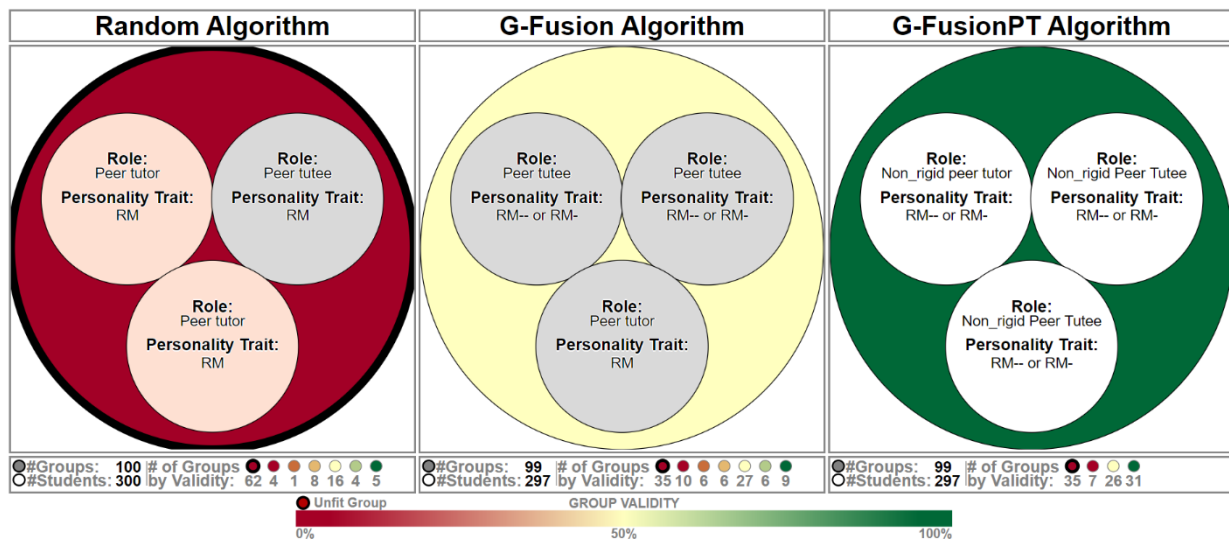 Random Algorithm
G-Fusion Algorithm
G-FusionPT Algorithm
Role:
Peer tutor
Personality Trait:
RM
Role:
Peer tutee
Personality Trait:
RM
Role:
Peer tutor
Personality Trait:
RM
Role:
Peer tutee
Personality Trait:
RM-- or RM-
Role:
Peer tutee
Personality Trait:
RM-- or RM-
Role:
Peer tutor
Personality Trait:
RM
Role:
Non_rigid peer tutor
Personality Trait:
RM-- or RM-
Role:
Non_rigid Peer Tutee
Personality Trait:
RM-- or RM-
Role:
Non_rigid Peer Tutee
Personality Trait:
RM-- or RM-
#Groups: 100
#Students: 300
# of Groups
by Validity: 62 4 1 8 16 4 5
#Groups: 99
#Students: 297
# of Groups
by Validity: 35 10 6 6 27 6 9
#Groups: 99
#Students: 297
# of Groups
by Validity: 35 7 26 31
Unfit Group
GROUP VALIDITY
0% 50% 100%